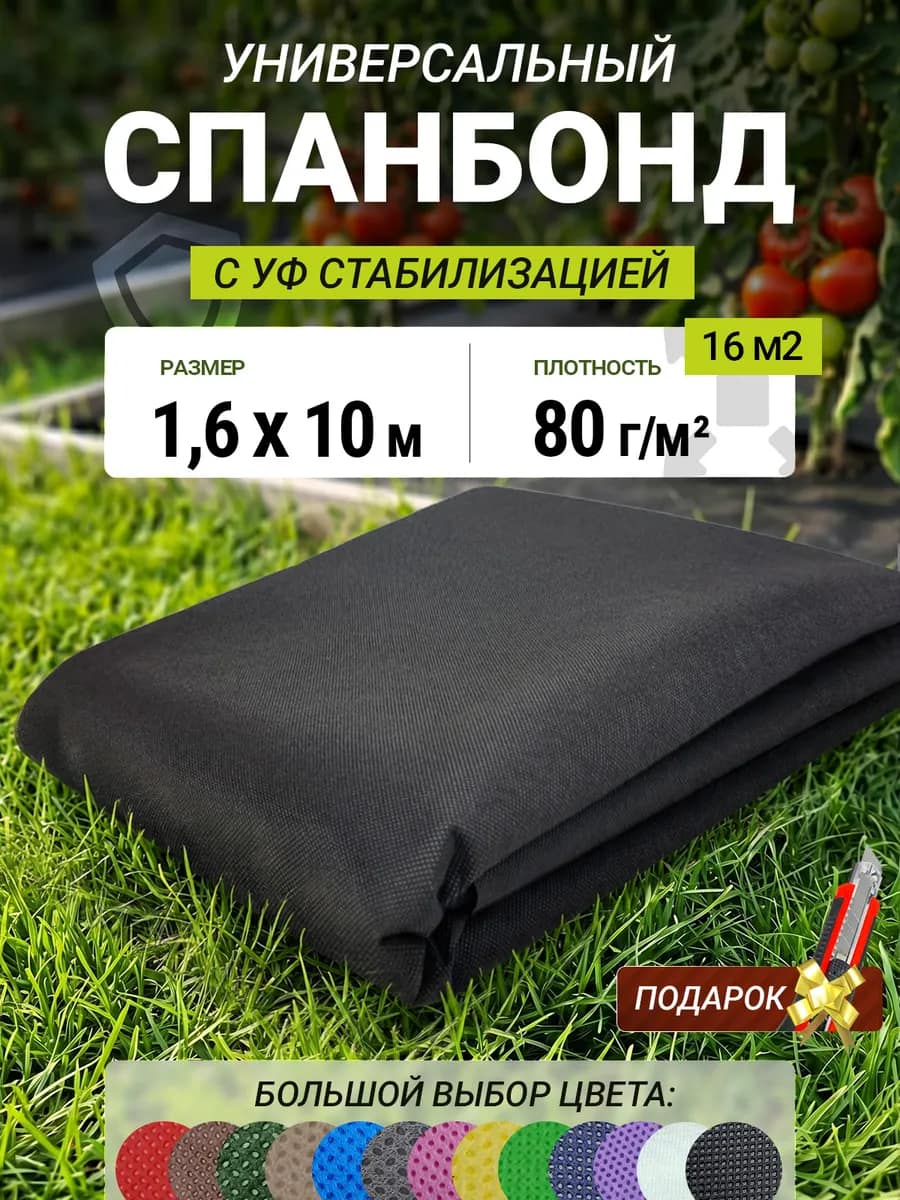 УНИВЕРСАЛЬНЫЙ
СПАНБОНД
С УФ СТАБИЛИЗАЦИЕЙ
16 м2
РАЗМЕР
1,6 х 10 м
ПЛОТНОСТЬ
80 г/м²
ПОДАРОК
БОЛЬШОЙ ВЫБОР ЦВЕТА: